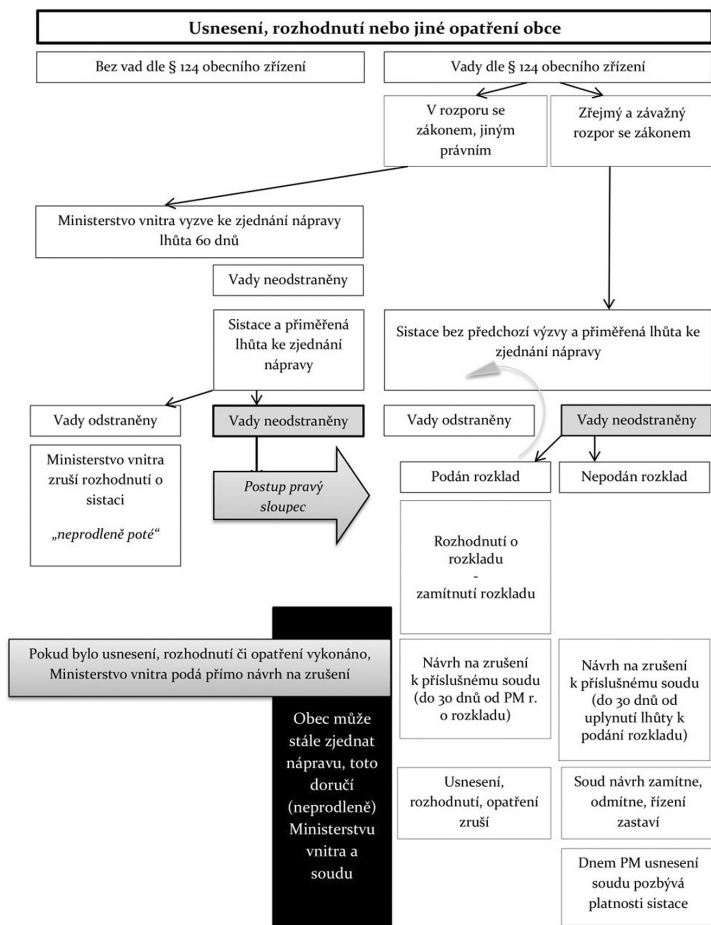 Usnesení, rozhodnutí nebo jiné opatření obce
Bez vad dle § 124 obecního zřízení
Vady dle § 124 obecního zřízení
V rozporu se
zákonem, jiným
právním
Zřejmý a závažný
rozpor se zákonem
Ministerstvo vnitra vyzve ke zjednání nápravy
lhůta 60 dnů
Vady neodstraněny
Sistace a přiměřená
lhůta ke zjednání
nápravy
Sistace bez předchozí výzvy a přiměřená lhůta ke
zjednání nápravy
Vady odstraněny
Vady neodstraněny
Vady odstraněny
Vady neodstraněny
Ministerstvo vnitra
zruší rozhodnutí o
sistaci
„neprodleně poté“
Postup pravý
sloupec
Podán rozklad
Nepodán rozklad
Rozhodnutí o
rozkladu
-
zamítnutí rozkladu
Pokud bylo usnesení, rozhodnutí či opatření vykonáno,
Ministerstvo vnitra podá přímo návrh na zrušení
Návrh na zrušení
k příslušnému soudu
(do 30 dnů od PM r.
o rozkladu)
Návrh na zrušení
k příslušnému soudu
(do 30 dnů od
uplynutí lhůty k
podání rozkladu)
Obec může
stále zjednat
nápravu, toto
doručí
(neprodleně)
Ministerstvu
vnitra a
soudu
Usnesení,
rozhodnutí, opatření
zruší
Soud návrh zamítne,
odmítne, řízení
zastaví
Dnem PM usnesení
soudu pozbývá
platnosti sistace